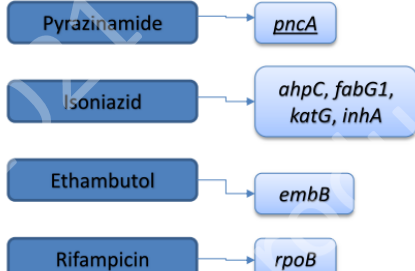 Pyrazinamide
pncA
Isoniazid
ahpC, fabG1,
katG, inhA
Ethambutol
embB
Rifampicin
rpoB